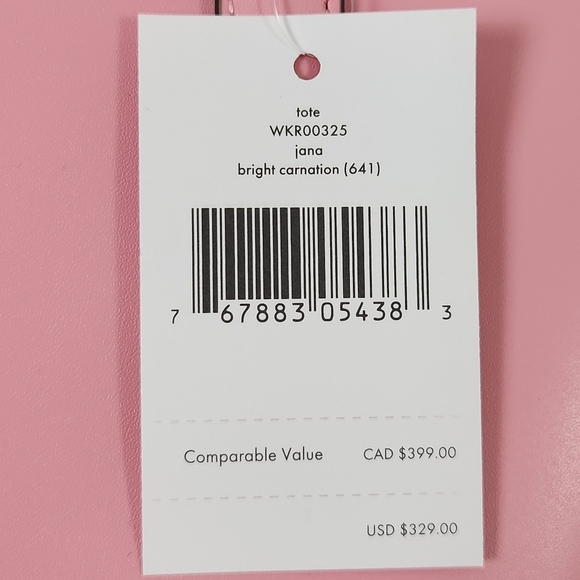 tote
WKR00325
jana
bright carnation (641)
7 67883 05438 3
Comparable Value CAD $399.00
USD $329.00